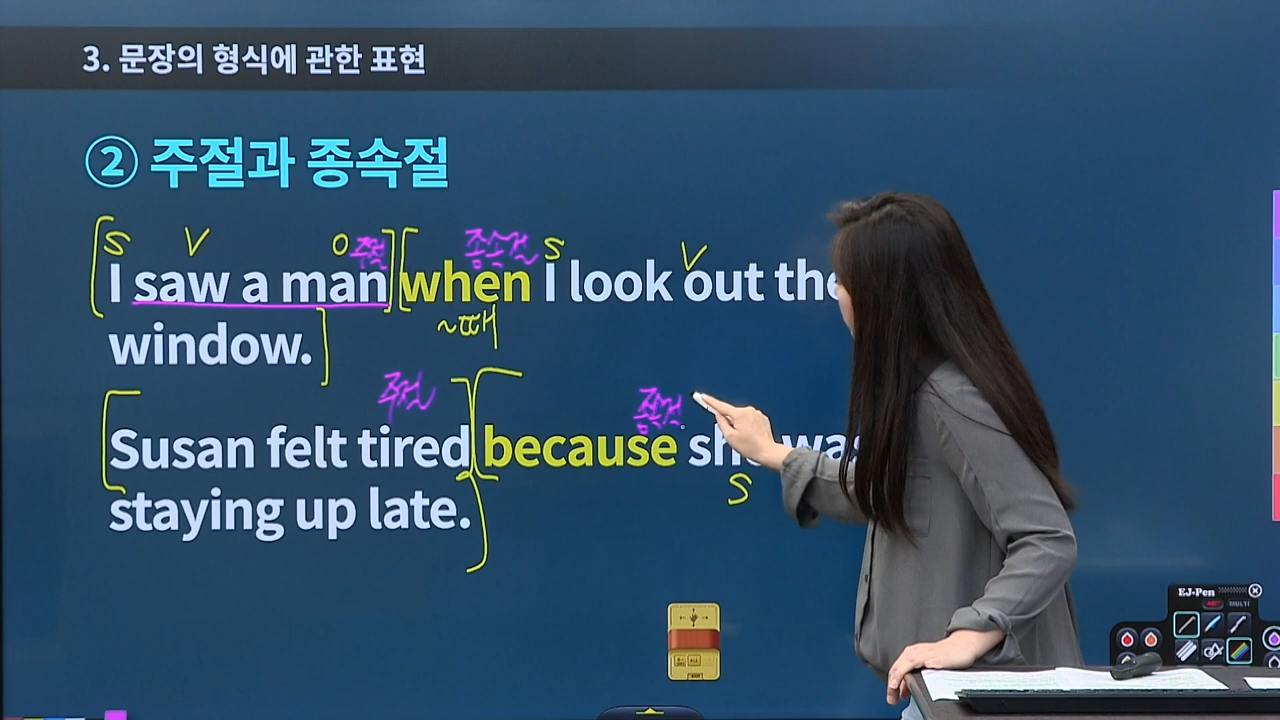 3. 문장의 형식에 관한 표현
② 주절과 종속절
S V O 주절 종속절 S V
I saw a man when I look out the
~때
window.
주절 종속절
Susan felt tired because she was
S
staying up late.
EJ-Pen
MULTI